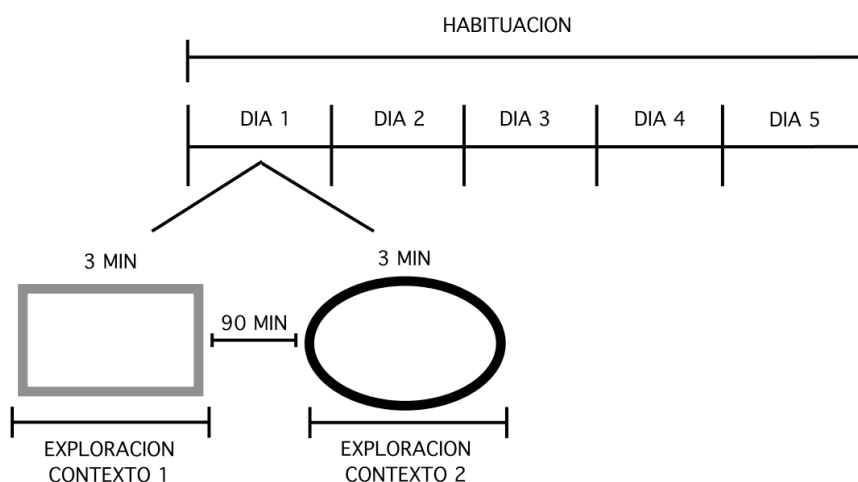 HABITUACION
DIA 1 DIA 2 DIA 3 DIA 4 DIA 5
3 MIN 3 MIN
90 MIN
EXPLORACION CONTEXTO 1
EXPLORACION CONTEXTO 2